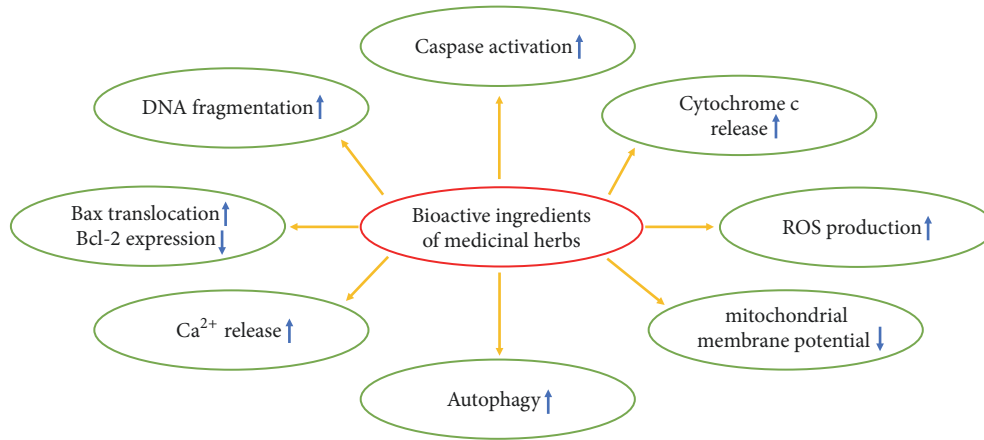 Caspase activation
DNA fragmentation
Cytochrome c
release
Bax translocation
Bcl-2 expression
Bioactive ingredients
of medicinal herbs
ROS production
Ca²⁺ release
mitochondrial
membrane potential
Autophagy